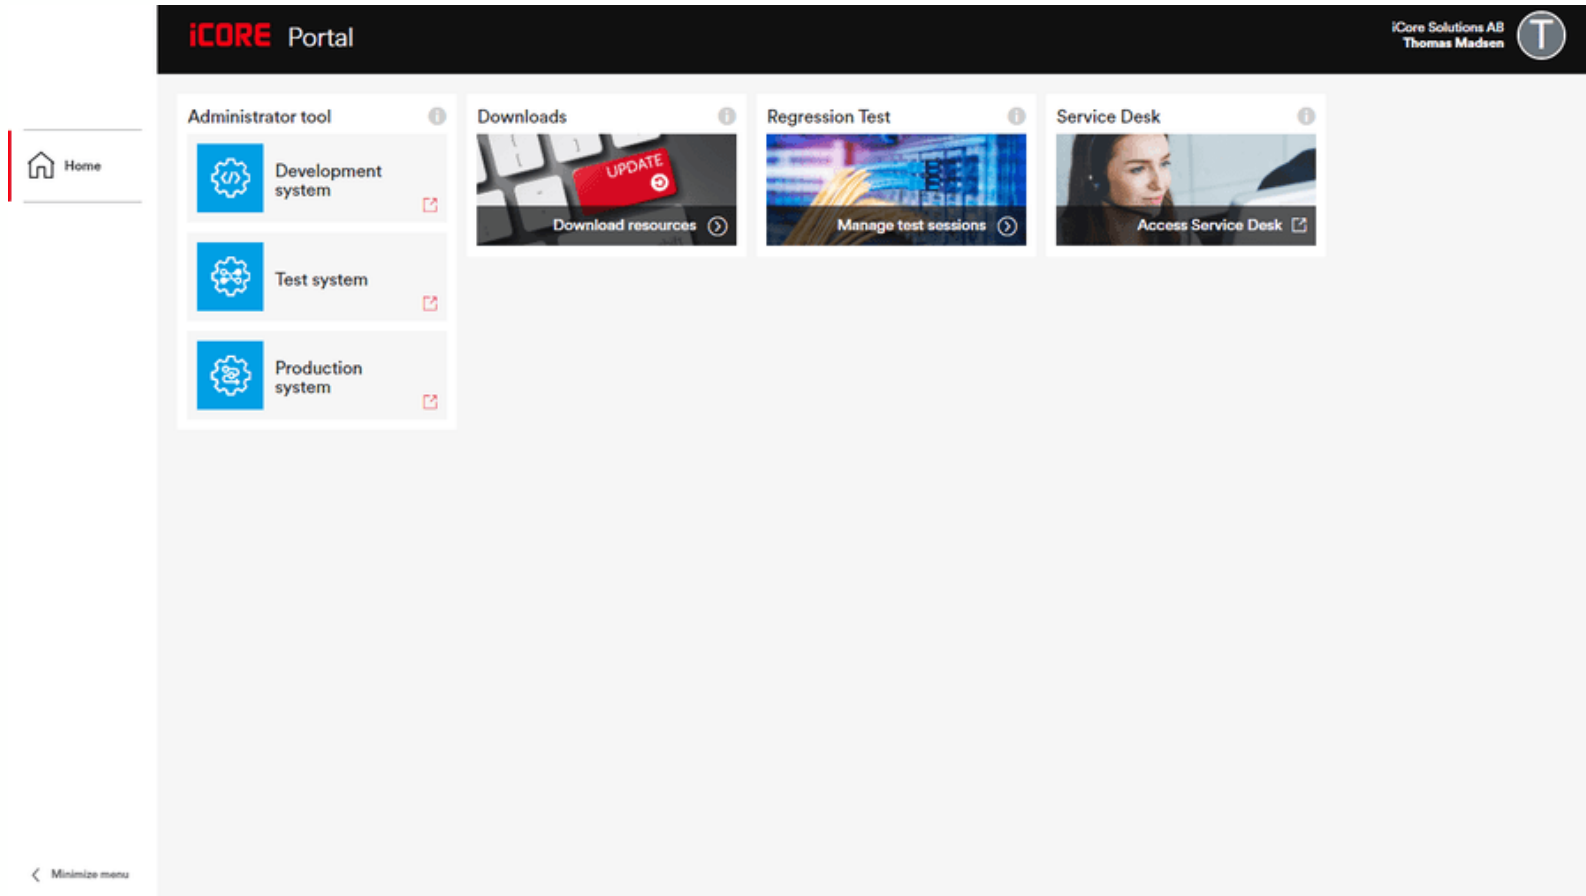 iCORE Portal
iCore Solutions AB
Thomas Madsen
T
Home
Administrator tool
Development
system
Test system
Production
system
Downloads
UPDATE
Download resources
Regression Test
Manage test sessions
Service Desk
Access Service Desk
Minimize menu